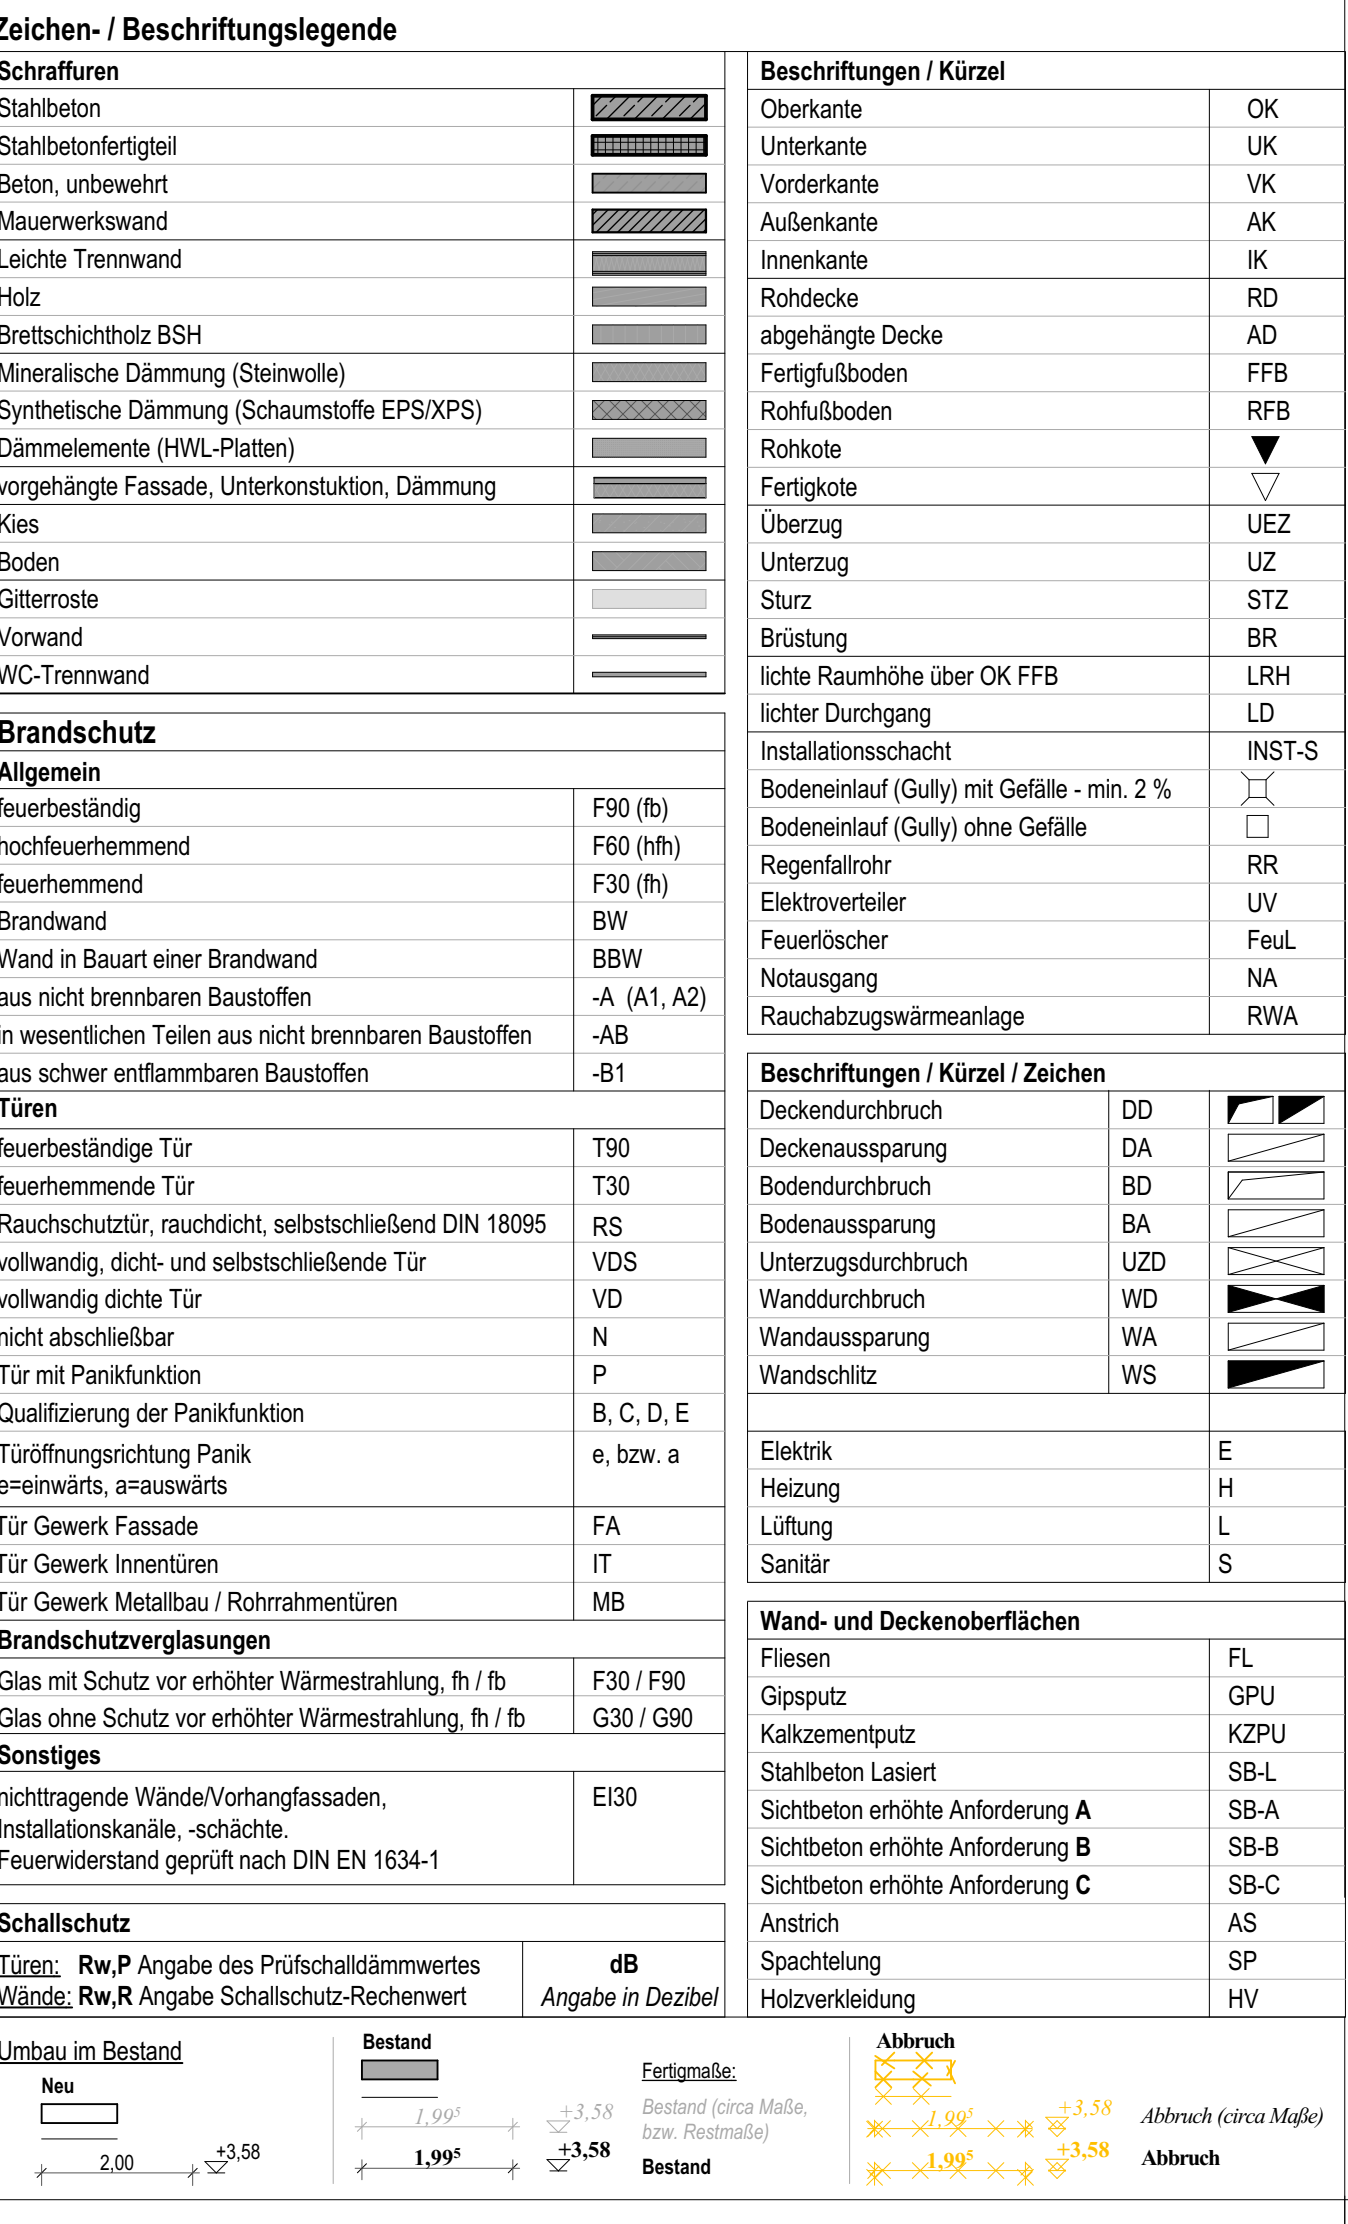 Zeichen- / Beschriftungslegende
Schraffuren
Stahlbeton
Stahlbetonfertigteil
Beton, unbewehrt
Mauerwerkswand
Leichte Trennwand
Holz
Brettschichtholz BSH
Mineralische Dämmung (Steinwolle)
Synthetische Dämmung (Schaumstoffe EPS/XPS)
Dämmelemente (HWL-Platten)
vorgehängte Fassade, Unterkonstuktion, Dämmung
Kies
Boden
Gitterroste
Vorwand
WC-Trennwand
Brandschutz
Allgemein
feuerbeständig F90 (fb)
hochfeuerhemmend F60 (hfh)
feuerhemmend F30 (fh)
Brandwand BW
Wand in Bauart einer Brandwand BBW
aus nicht brennbaren Baustoffen -A (A1, A2)
in wesentlichen Teilen aus nicht brennbaren Baustoffen -AB
aus schwer entflammbaren Baustoffen -B1
Türen
feuerbeständige Tür T90
feuerhemmende Tür T30
Rauchschutztür, rauchdicht, selbstschließend DIN 18095 RS
vollwandig, dicht- und selbstschließende Tür VDS
vollwandig dichte Tür VD
nicht abschließbar N
Tür mit Panikfunktion P
Qualifizierung der Panikfunktion B, C, D, E
Türöffnungsrichtung Panik e, bzw. a
e=einwärts, a=auswärts
Tür Gewerk Fassade FA
Tür Gewerk Innentüren IT
Tür Gewerk Metallbau / Rohrrahmentüren MB
Brandschutzverglasungen
Glas mit Schutz vor erhöhter Wärmestrahlung, fh / fb F30 / F90
Glas ohne Schutz vor erhöhter Wärmestrahlung, fh / fb G30 / G90
Sonstiges
nichttragende Wände/Vorhangfassaden, EI30
Installationskanäle, -schächte.
Feuerwiderstand geprüft nach DIN EN 1634-1
Schallschutz
Türen: Rw,P Angabe des Prüfschalldämmwertes dB
Wände: Rw,R Angabe Schallschutz-Rechenwert Angabe in Dezibel
Beschriftungen / Kürzel
Oberkante OK
Unterkante UK
Vorderkante VK
Außenkante AK
Innenkante IK
Rohdecke RD
abgehängte Decke AD
Fertigfußboden FFB
Rohfußboden RFB
Rohkote
Fertigkote
Überzug UEZ
Unterzug UZ
Sturz STZ
Brüstung BR
lichte Raumhöhe über OK FFB LRH
lichter Durchgang LD
Installationsschacht INST-S
Bodeneinlauf (Gully) mit Gefälle - min. 2 %
Bodeneinlauf (Gully) ohne Gefälle
Regenfallrohr RR
Elektroverteiler UV
Feuerlöscher FeuL
Notausgang NA
Rauchabzugswärmeanlage RWA
Beschriftungen / Kürzel / Zeichen
Deckendurchbruch DD
Deckenaussparung DA
Bodendurchbruch BD
Bodenaussparung BA
Unterzugsdurchbruch UZD
Wanddurchbruch WD
Wandaussparung WA
Wandschlitz WS
Elektrik E
Heizung H
Lüftung L
Sanitär S
Wand- und Deckenoberflächen
Fliesen FL
Gipsputz GPU
Kalkzementputz KZPU
Stahlbeton Lasiert SB-L
Sichtbeton erhöhte Anforderung A SB-A
Sichtbeton erhöhte Anforderung B SB-B
Sichtbeton erhöhte Anforderung C SB-C
Anstrich AS
Spachtelung SP
Holzverkleidung HV
Umbau im Bestand
Neu
2,00 +3,58
Bestand
1,99⁵ +3,58
1,99⁵ +3,58
Fertigmaße:
Bestand (circa Maße,
bzw. Restmaße)
Bestand
Abbruch
1,99⁵ +3,58 Abbruch (circa Maße)
1,99⁵ +3,58 Abbruch